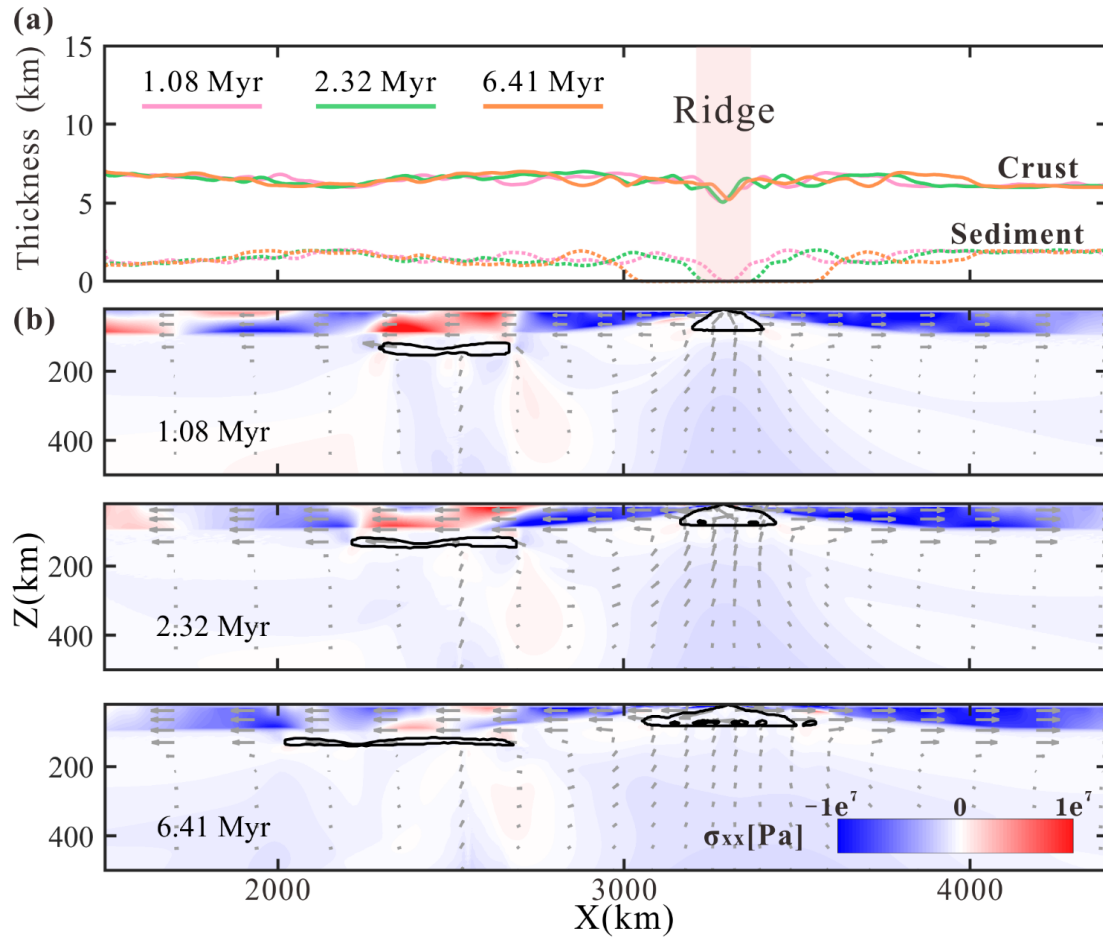 (a)
15
10
5
0
Thickness (km)
1.08 Myr 2.32 Myr 6.41 Myr
Ridge
Crust
Sediment
(b)
200
400
1.08 Myr
200
400
2.32 Myr
200
400
6.41 Myr
Z(km)
−1e⁷ 0 1e⁷
σxx[Pa]
2000 3000 4000
X(km)